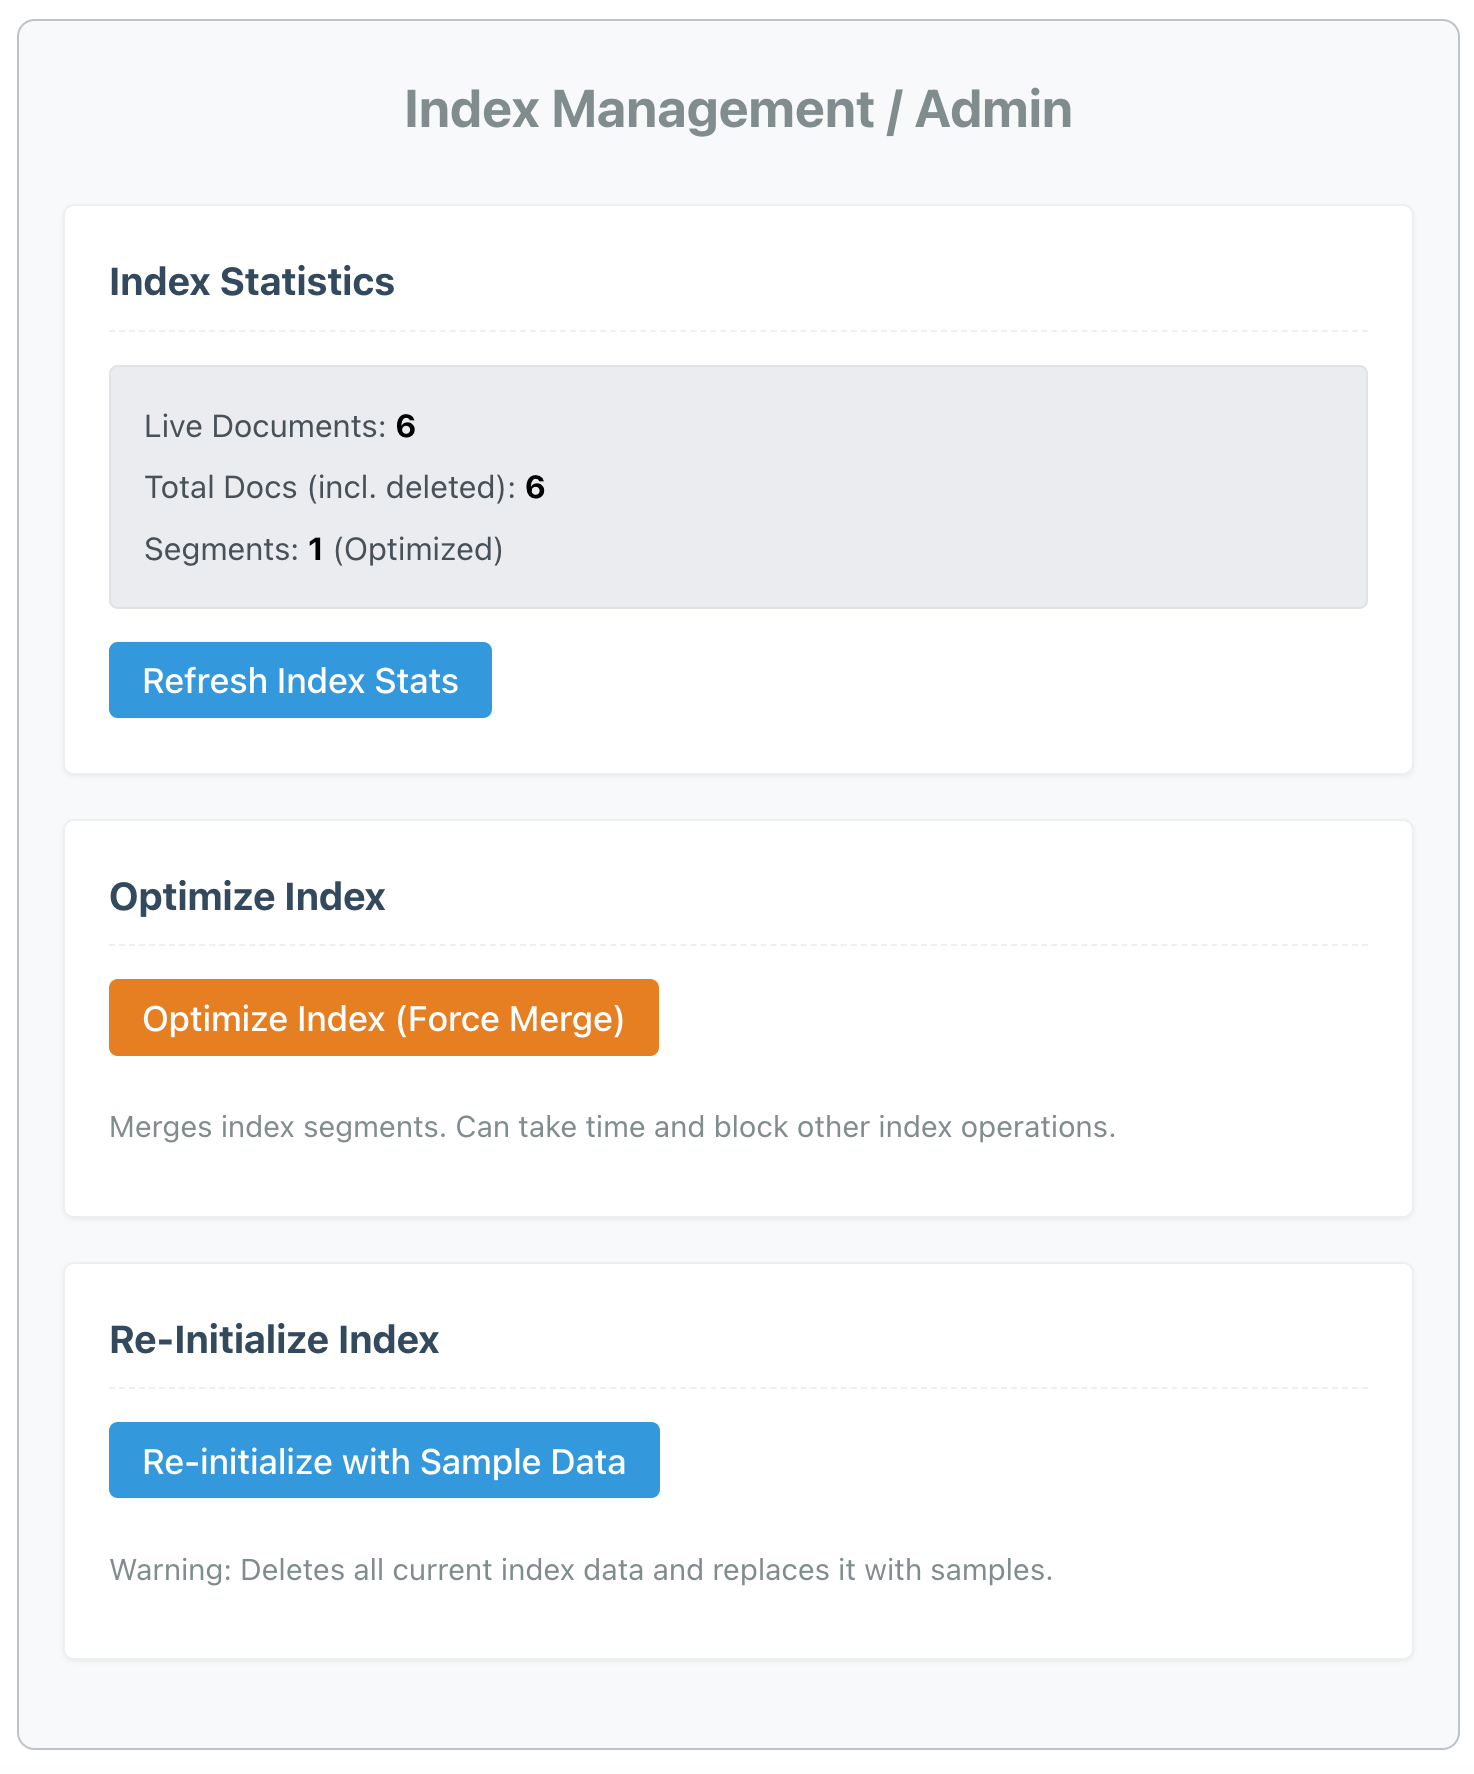 Index Management / Admin
Index Statistics
Live Documents: 6
Total Docs (incl. deleted): 6
Segments: 1 (Optimized)
Refresh Index Stats
Optimize Index
Optimize Index (Force Merge)
Merges index segments. Can take time and block other index operations.
Re-Initialize Index
Re-initialize with Sample Data
Warning: Deletes all current index data and replaces it with samples.